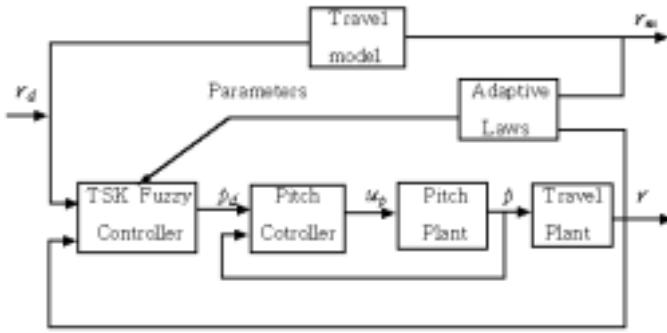 Travel
model
r_m
r_d
Parameters
Adaptive
Laws
TSK Fuzzy
Controller
p_d
Pitch
Cotroller
u_p
Pitch
Plant
p
Travel
Plant
r